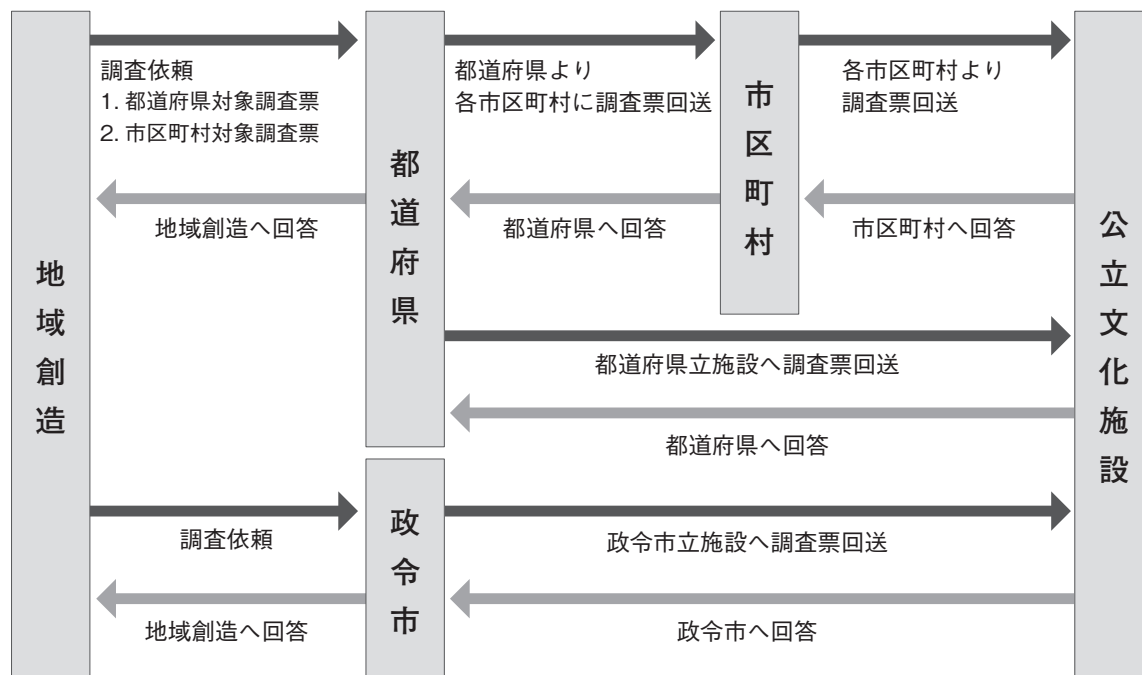 地域創造
調査依頼
1. 都道府県対象調査票
2. 市区町村対象調査票
地域創造へ回答
都道府県
都道府県より
各市区町村に調査票回送
都道府県へ回答
市区町村
各市区町村より
調査票回送
市区町村へ回答
都道府県立施設へ調査票回送
都道府県へ回答
公立文化施設
調査依頼
地域創造へ回答
政令市
政令市立施設へ調査票回送
政令市へ回答